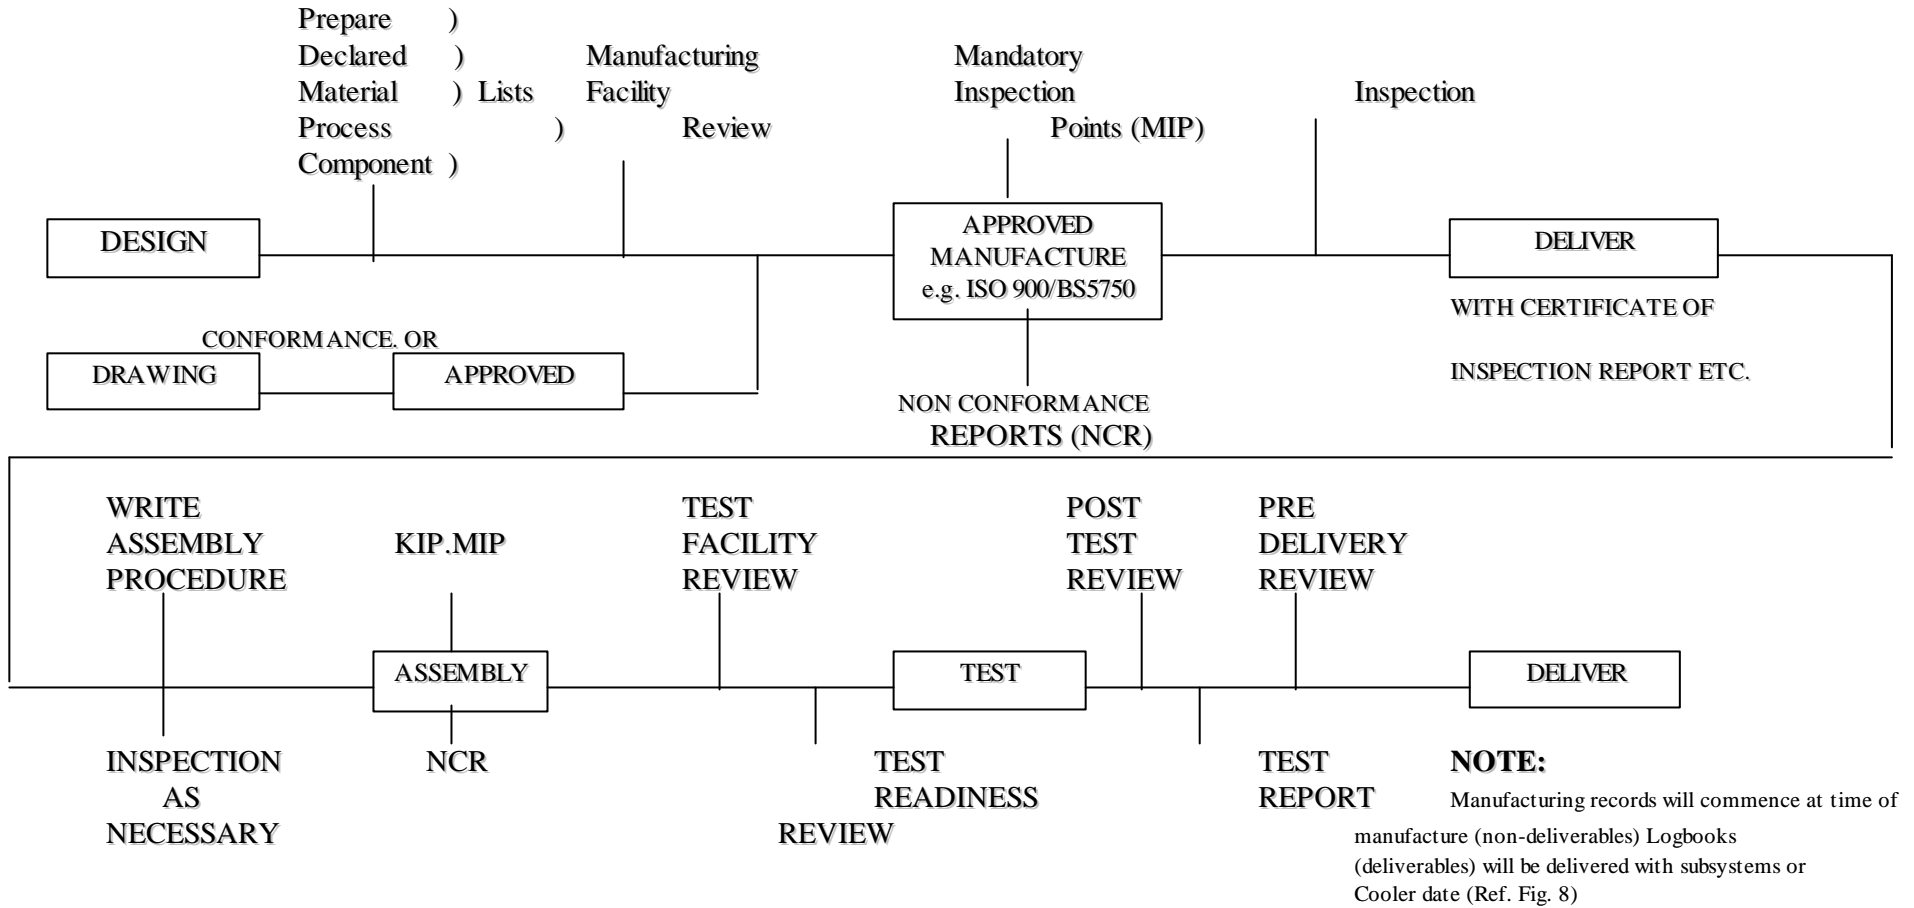 Prepare )
Declared ) Manufacturing Mandatory
Material ) Lists Facility Inspection Inspection
Process ) Review Points (MIP)
Component )
DESIGN
APPROVED
MANUFACTURE
e.g. ISO 900/BS5750
DELIVER
WITH CERTIFICATE OF
CONFORMANCE. OR
DRAWING APPROVED
INSPECTION REPORT ETC.
NON CONFORMANCE
REPORTS (NCR)
WRITE
ASSEMBLY
PROCEDURE
KIP.MIP
TEST
FACILITY
REVIEW
POST
TEST
REVIEW
PRE
DELIVERY
REVIEW
ASSEMBLY
TEST
DELIVER
INSPECTION
AS
NECESSARY
NCR
TEST
READINESS
REVIEW
TEST
REPORT
NOTE:
Manufacturing records will commence at time of
manufacture (non-deliverables) Logbooks
(deliverables) will be delivered with subsystems or
Cooler date (Ref. Fig. 8)